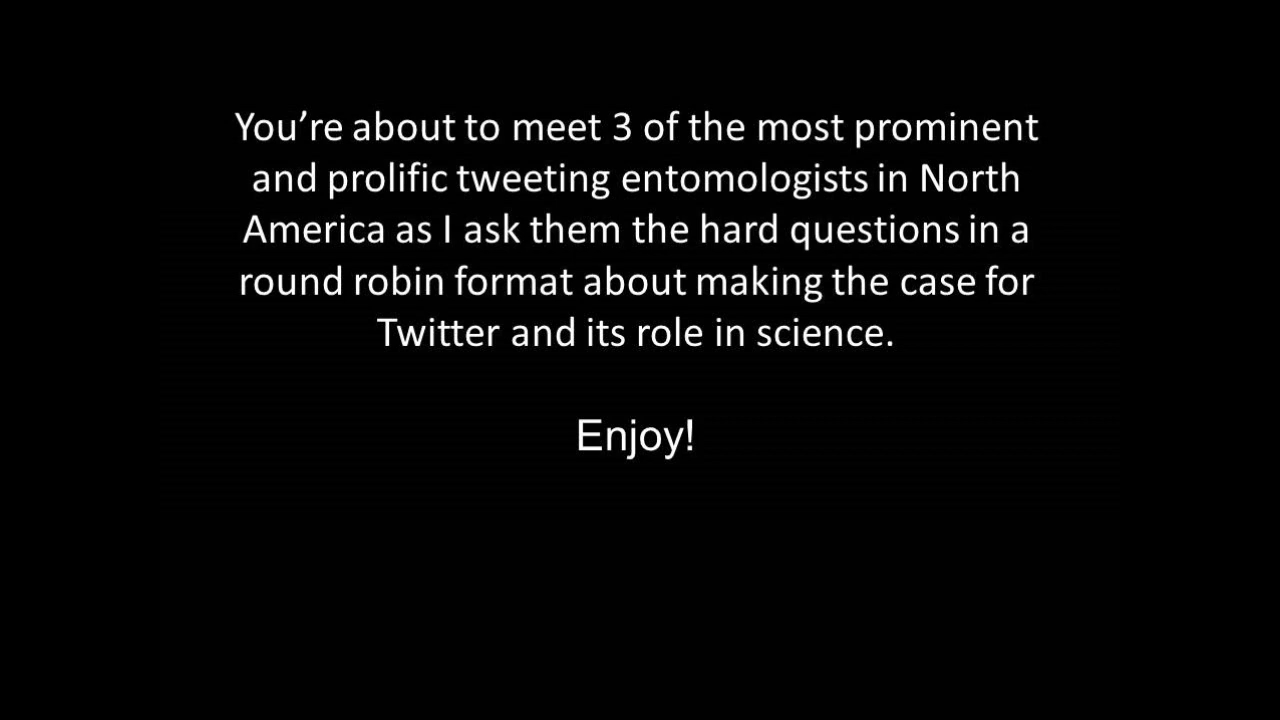 You’re about to meet 3 of the most prominent
and prolific tweeting entomologists in North
America as I ask them the hard questions in a
round robin format about making the case for
Twitter and its role in science.
Enjoy!